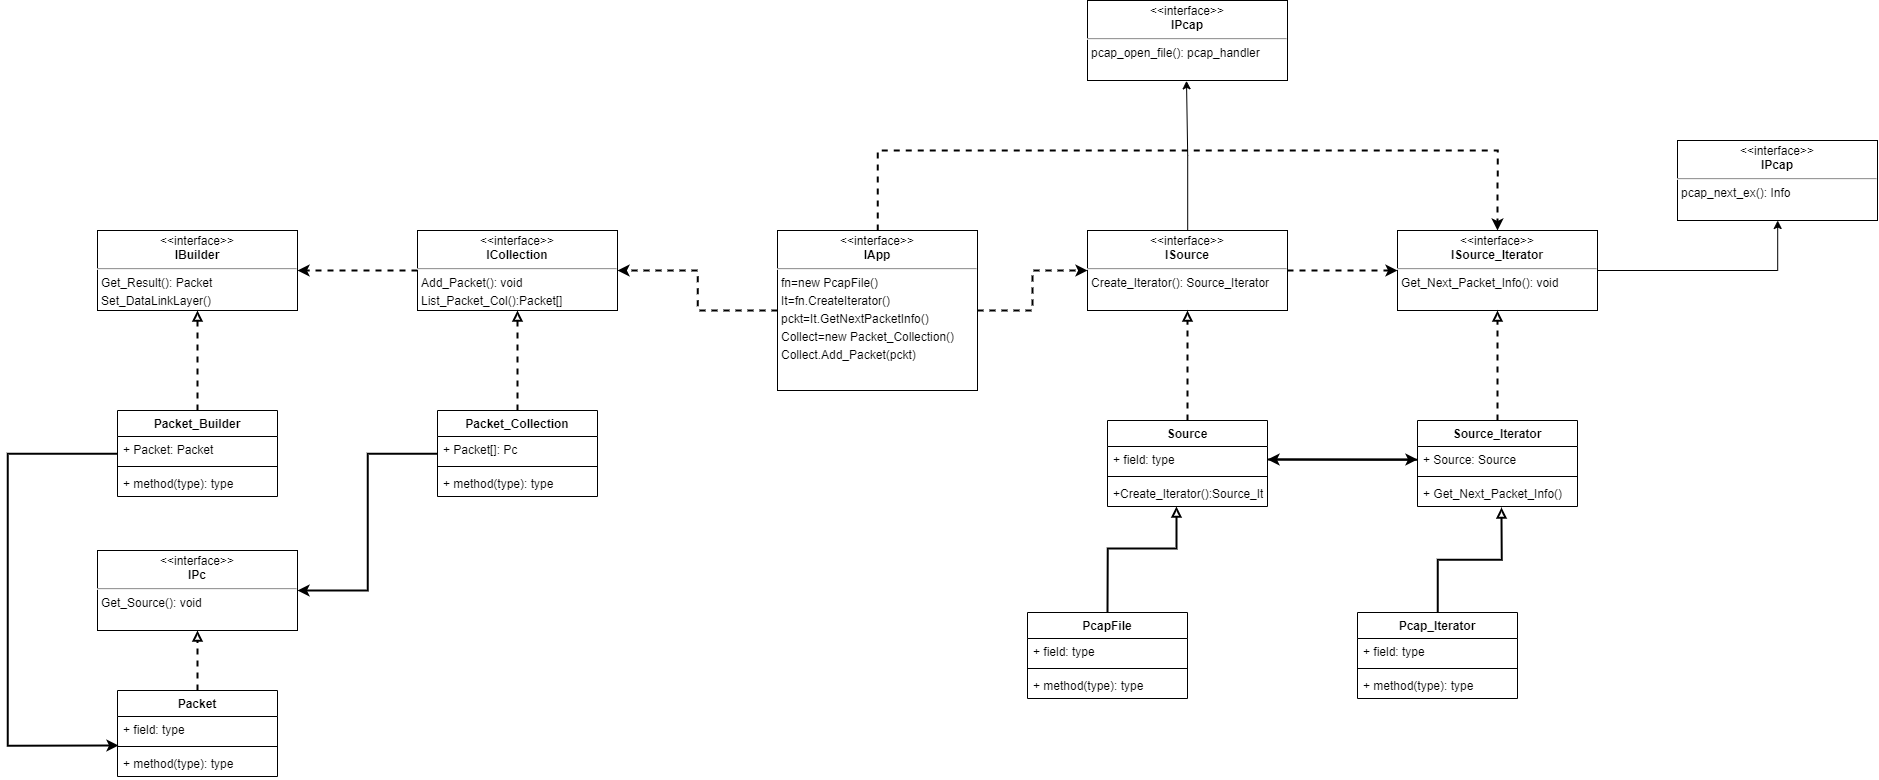 <<interface>>
IPcap
pcap_open_file(): pcap_handler
<<interface>>
IPcap
pcap_next_ex(): Info
<<interface>>
IBuilder
Get_Result(): Packet
Set_DataLinkLayer()
<<interface>>
ICollection
Add_Packet(): void
List_Packet_Col():Packet[]
<<interface>>
IApp
fn=new PcapFile()
It=fn.CreateIterator()
pckt=It.GetNextPacketInfo()
Collect=new Packet_Collection()
Collect.Add_Packet(pckt)
<<interface>>
ISource
Create_Iterator(): Source_Iterator
<<interface>>
ISource_Iterator
Get_Next_Packet_Info(): void
Packet_Builder
+ Packet: Packet
+ method(type): type
Packet_Collection
+ Packet[]: Pc
+ method(type): type
Source
+ field: type
+Create_Iterator():Source_It
Source_Iterator
+ Source: Source
+ Get_Next_Packet_Info()
<<interface>>
IPc
Get_Source(): void
PcapFile
+ field: type
+ method(type): type
Pcap_Iterator
+ field: type
+ method(type): type
Packet
+ field: type
+ method(type): type